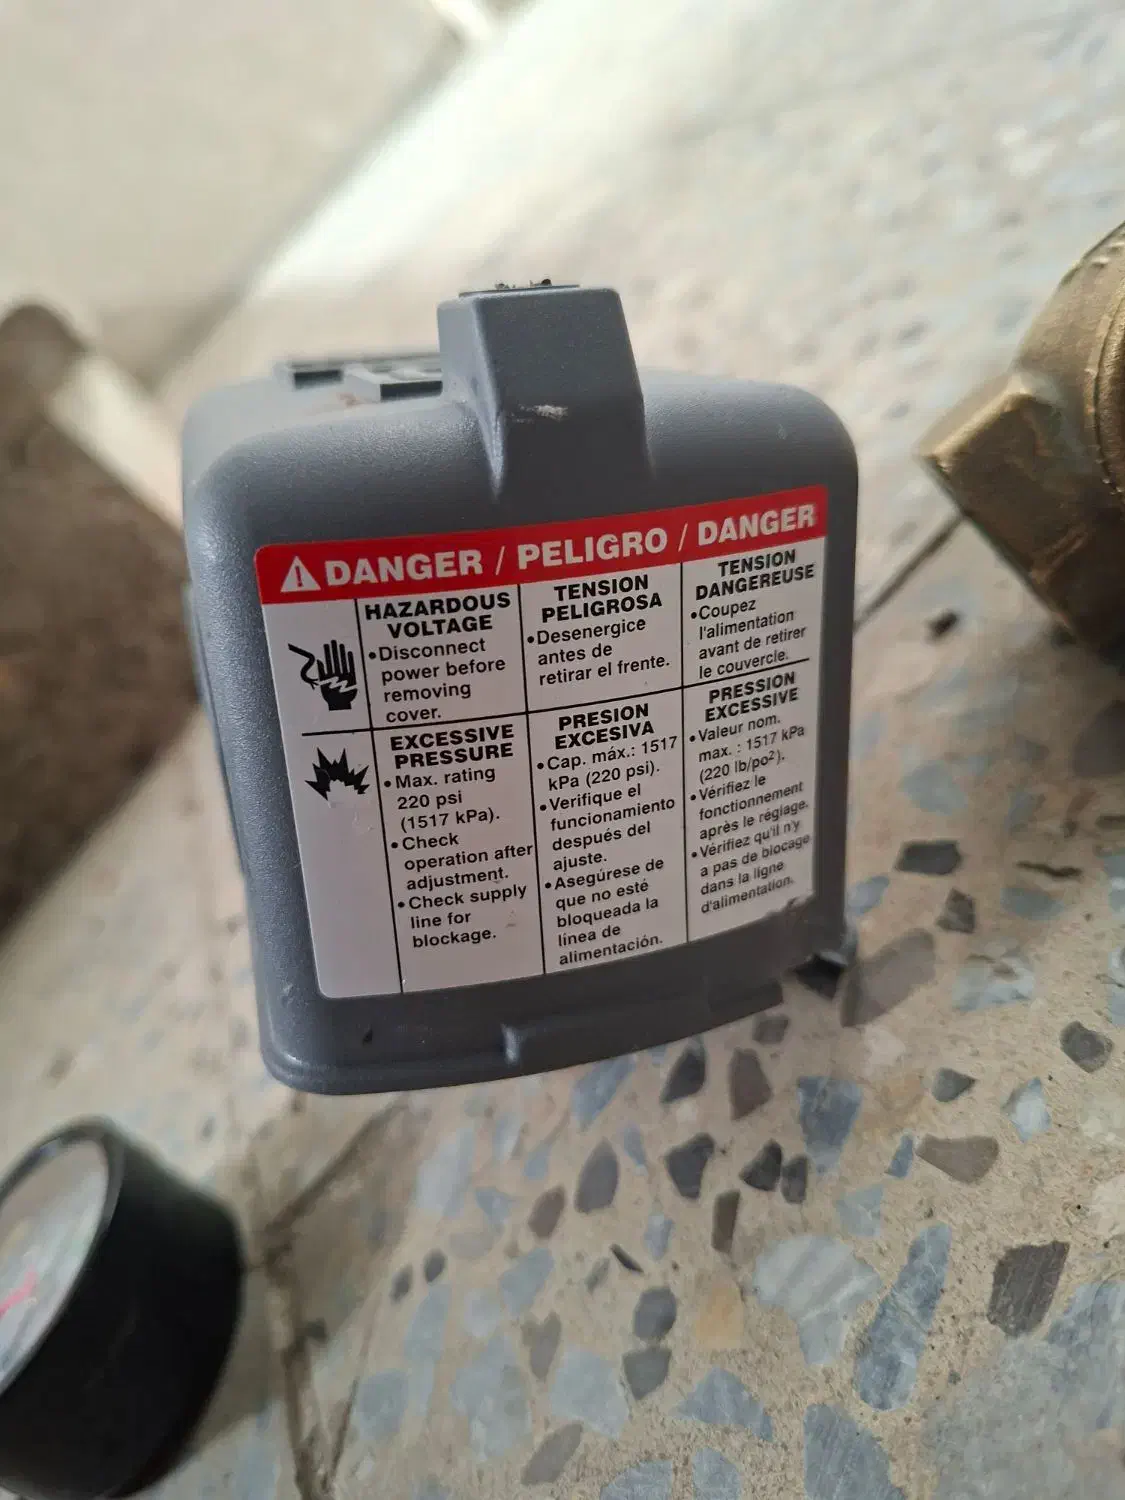 DANGER / PELIGRO / DANGER
HAZARDOUS
VOLTAGE
•Disconnect
power before
removing
cover.
TENSION
PELIGROSA
•Desenergice
antes de
retirar el frente.
TENSION
DANGEREUSE
•Coupez
l'alimentation
avant de retirer
le couvercle.
EXCESSIVE
PRESSURE
•Max. rating
220 psi
(1517 kPa).
•Check
operation after
adjustment.
•Check supply
line for
blockage.
PRESION
EXCESIVA
•Cap. máx.: 1517
kPa (220 psi).
•Verifique el
funcionamiento
después del
ajuste.
•Asegúrese de
que no esté
bloqueada la
línea de
alimentación.
PRESSION
EXCESSIVE
•Valeur nom.
max. : 1517 kPa
(220 lb/po²).
•Vérifiez le
fonctionnement
après le réglage.
•Vérifiez qu'il n'y
a pas de blocage
dans la ligne
d'alimentation.